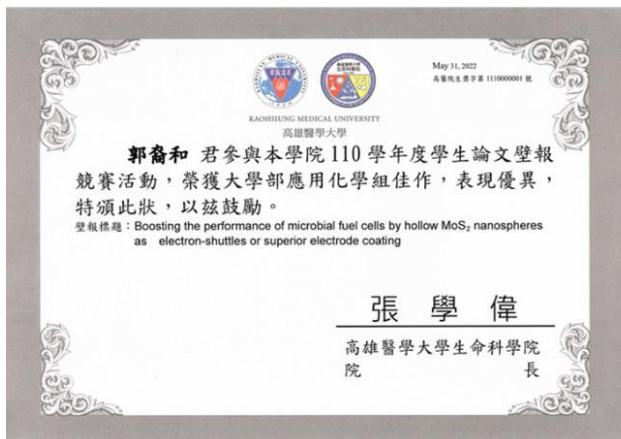 May 31, 2022
高醫院生獎字第 1110000001 號
KAOHSIUNG MEDICAL UNIVERSITY
高雄醫學大學
郭裔和 君參與本學院 110 學年度學生論文壁報
競賽活動，榮獲大學部應用化學組佳作，表現優異，
特頒此狀，以茲鼓勵。
壁報標題：Boosting the performance of microbial fuel cells by hollow MoS₂ nanospheres
as electron-shuttles or superior electrode coating
張學偉
高雄醫學大學生命科學院
院長